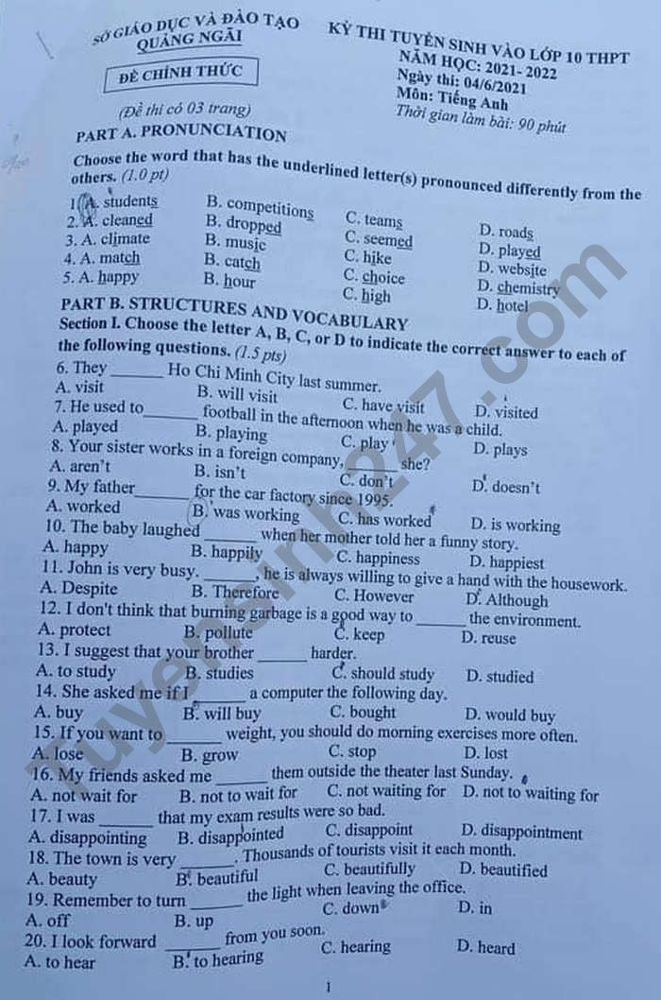 SỞ GIÁO DỤC VÀ ĐÀO TẠO
QUẢNG NGÃI
ĐỀ CHÍNH THỨC
(Đề thi có 03 trang)
KỲ THI TUYỂN SINH VÀO LỚP 10 THPT
NĂM HỌC: 2021- 2022
Ngày thi: 04/6/2021
Môn: Tiếng Anh
Thời gian làm bài: 90 phút
PART A. PRONUNCIATION
Choose the word that has the underlined letter(s) pronounced differently from the
others. (1.0 pt)
1. A. students B. competitions C. teams D. roads
2. A. cleaned B. dropped C. seemed D. played
3. A. climate B. music C. hike D. website
4. A. match B. catch C. choice D. chemistry
5. A. happy B. hour C. high D. hotel
PART B. STRUCTURES AND VOCABULARY
Section I. Choose the letter A, B, C, or D to indicate the correct answer to each of
the following questions. (1.5 pts)
6. They ______ Ho Chi Minh City last summer.
A. visit B. will visit C. have visit D. visited
7. He used to______ football in the afternoon when he was a child.
A. played B. playing C. play D. plays
8. Your sister works in a foreign company, ______ she?
A. aren't B. isn't C. don't D. doesn't
9. My father______ for the car factory since 1995.
A. worked B. was working C. has worked D. is working
10. The baby laughed ______ when her mother told her a funny story.
A. happy B. happily C. happiness D. happiest
11. John is very busy. ______, he is always willing to give a hand with the housework.
A. Despite B. Therefore C. However D. Although
12. I don't think that burning garbage is a good way to ______ the environment.
A. protect B. pollute C. keep D. reuse
13. I suggest that your brother ______ harder.
A. to study B. studies C. should study D. studied
14. She asked me if I ______ a computer the following day.
A. buy B. will buy C. bought D. would buy
15. If you want to ______ weight, you should do morning exercises more often.
A. lose B. grow C. stop D. lost
16. My friends asked me ______ them outside the theater last Sunday.
A. not wait for B. not to wait for C. not waiting for D. not to waiting for
17. I was ______ that my exam results were so bad.
A. disappointing B. disappointed C. disappoint D. disappointment
18. The town is very ______. Thousands of tourists visit it each month.
A. beauty B. beautiful C. beautifully D. beautified
19. Remember to turn ______ the light when leaving the office.
A. off B. up C. down D. in
20. I look forward ______ from you soon.
A. to hear B. to hearing C. hearing D. heard
1
Tuyensinh247.com